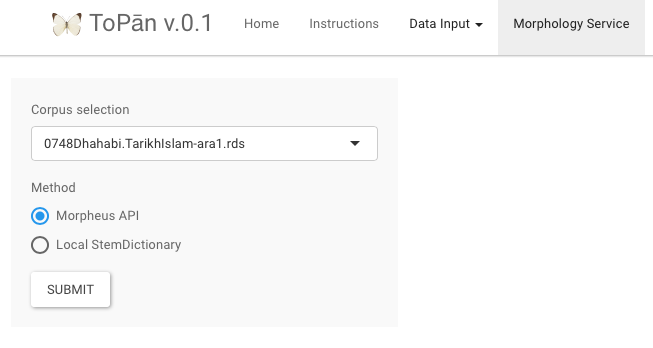 ToPān v.0.1 Home Instructions Data Input Morphology Service
Corpus selection
0748Dhahabi.TarikhIslam-ara1.rds
Method
Morpheus API
Local StemDictionary
SUBMIT